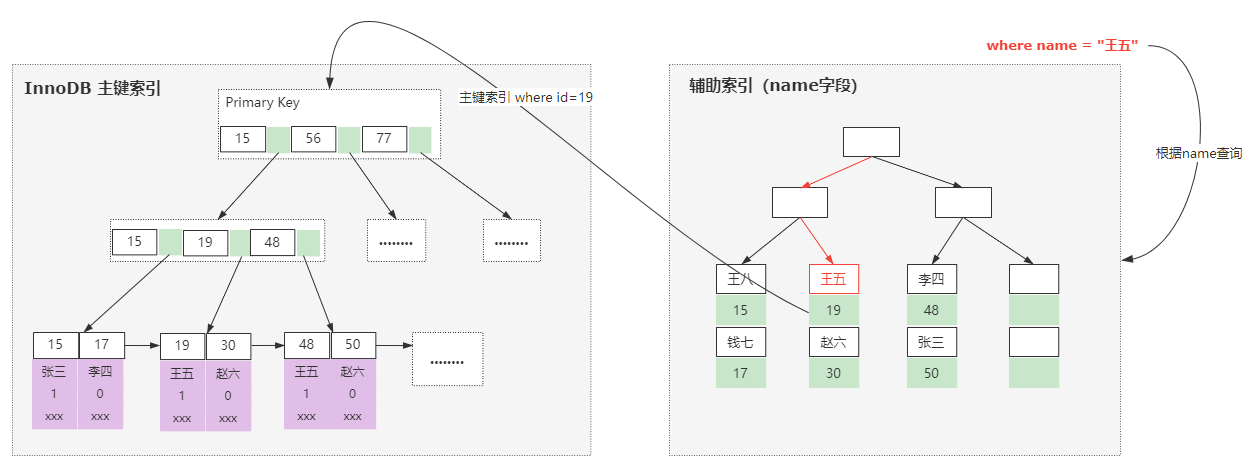 where name = "王五"
InnoDB 主键索引
辅助索引（name字段）
Primary Key
主键索引 where id=19
15 56 77
根据name查询
15 19 48
........ ........
王八 王五 李四
15 19 48
钱七 赵六 张三
17 30 50
15 17 19 30 48 50
........
张三 李四 王五 赵六 王五 赵六
1 0 1 0 1 0
xxx xxx xxx xxx xxx xxx